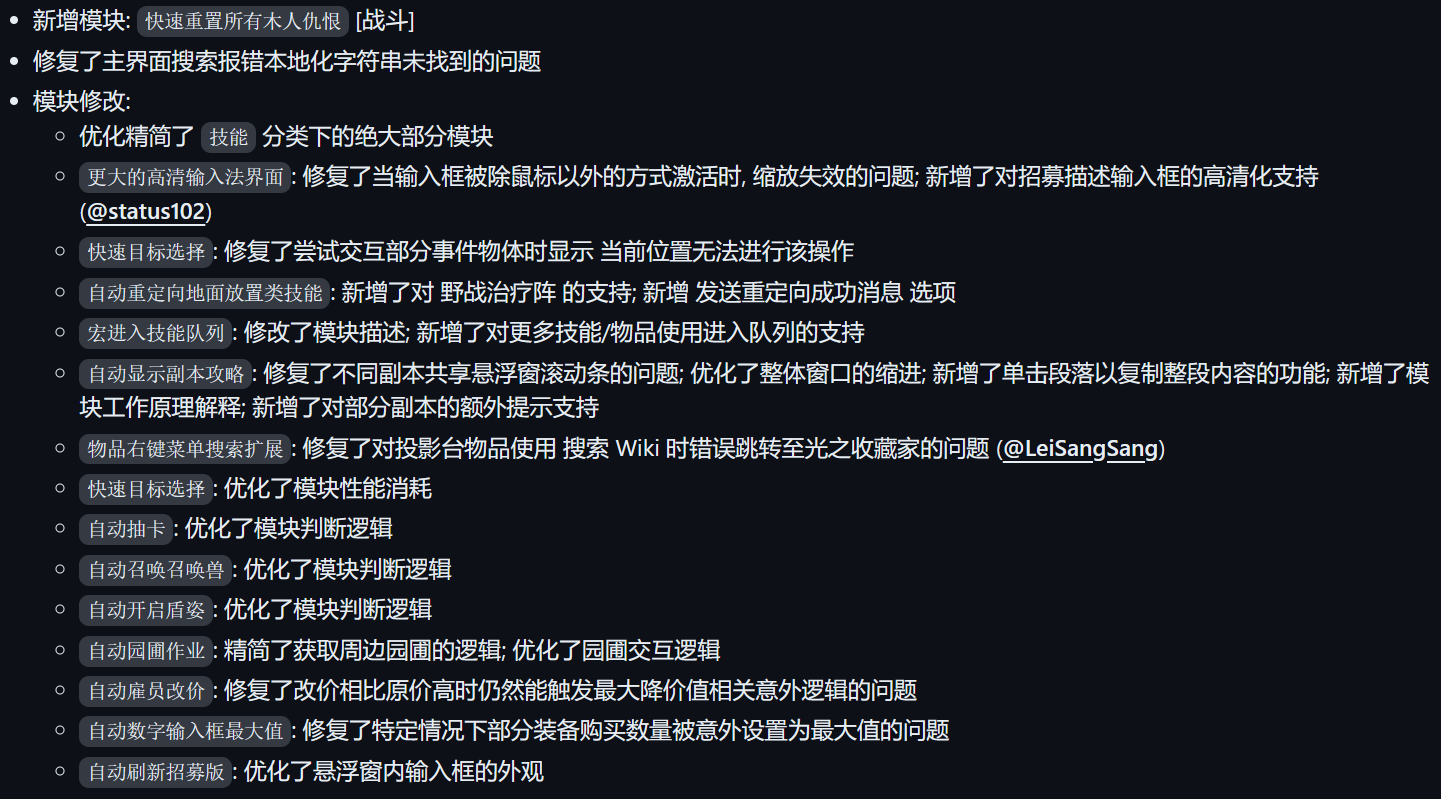 新增模块: 快速重置所有木人仇恨 [战斗]
修复了主界面搜索报错本地化字符串未找到的问题
模块修改:
优化精简了 技能 分类下的绝大部分模块
更大的高清输入法界面: 修复了当输入框被除鼠标以外的方式激活时, 缩放失效的问题; 新增了对招募描述输入框的高清化支持
(@status102)
快速目标选择: 修复了尝试交互部分事件物体时显示 当前位置无法进行该操作
自动重定向地面放置类技能: 新增了对 野战治疗阵 的支持; 新增 发送重定向成功消息 选项
宏进入技能队列: 修改了模块描述; 新增了对更多技能/物品使用进入队列的支持
自动显示副本攻略: 修复了不同副本共享悬浮窗滚动条的问题; 优化了整体窗口的缩进; 新增了单击段落以复制整段内容的功能; 新增了模
块工作原理解释; 新增了对部分副本的额外提示支持
物品右键菜单搜索扩展: 修复了对投影台物品使用 搜索 Wiki 时错误跳转至光之收藏家的问题 (@LeiSangSang)
快速目标选择: 优化了模块性能消耗
自动抽卡: 优化了模块判断逻辑
自动召唤召唤兽: 优化了模块判断逻辑
自动开启盾姿: 优化了模块判断逻辑
自动园圃作业: 精简了获取周边园圃的逻辑; 优化了园圃交互逻辑
自动雇员改价: 修复了改价相比原价高时仍然能触发最大降价值相关意外逻辑的问题
自动数字输入框最大值: 修复了特定情况下部分装备购买数量被意外设置为最大值的问题
自动刷新招募版: 优化了悬浮窗内输入框的外观